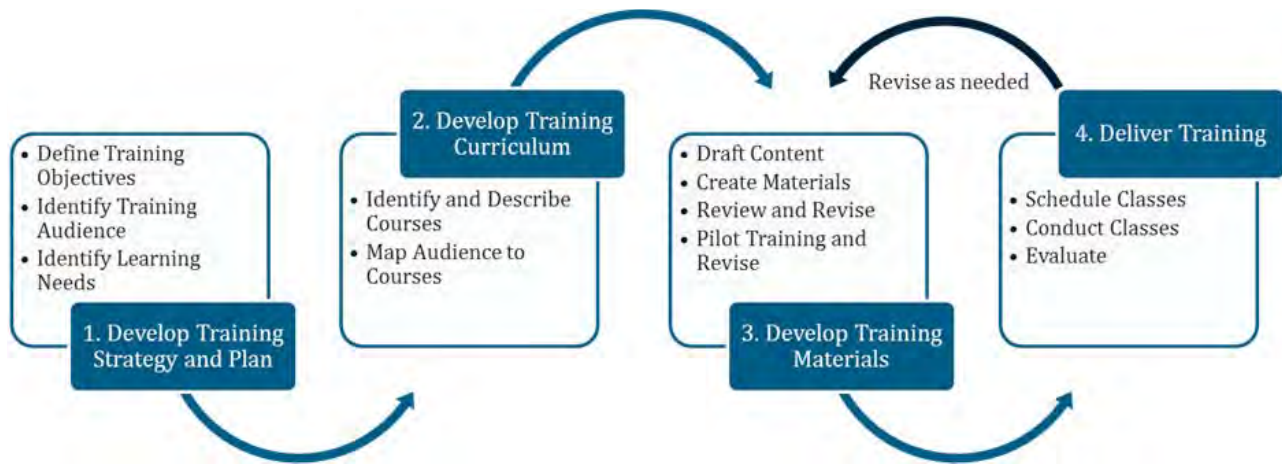 • Define Training
Objectives
• Identify Training
Audience
• Identify Learning
Needs
1. Develop Training
Strategy and Plan
2. Develop Training
Curriculum
• Identify and Describe
Courses
• Map Audience to
Courses
• Draft Content
• Create Materials
• Review and Revise
• Pilot Training and
Revise
3. Develop Training
Materials
Revise as needed
4. Deliver Training
• Schedule Classes
• Conduct Classes
• Evaluate